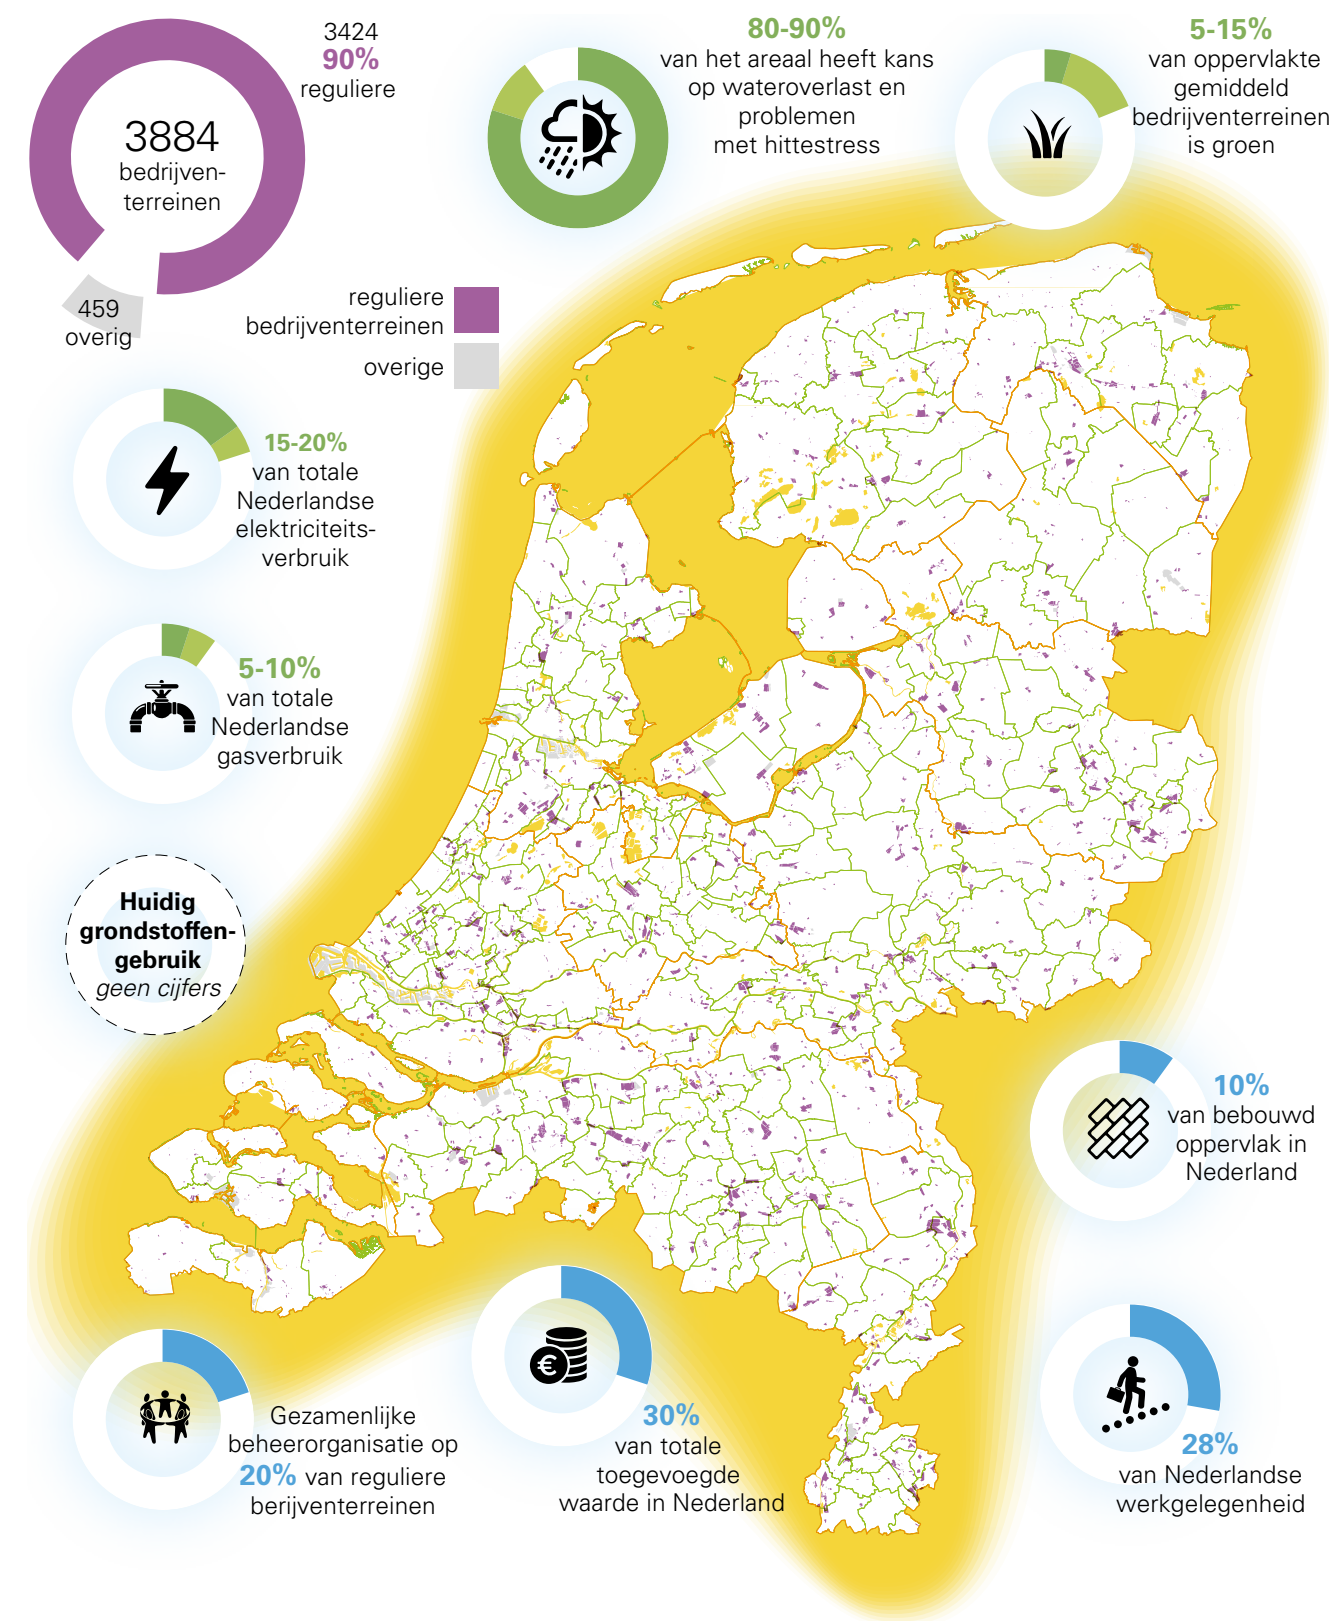 3884
bedrijven-
terreinen
3424
90%
reguliere
459
overig
reguliere
bedrijventerreinen
overige
80-90%
van het areaal heeft kans
op wateroverlast en
problemen
met hittestress
5-15%
van oppervlakte
gemiddeld
bedrijventerreinen
is groen
15-20%
van totale
Nederlandse
elektriciteits-
verbruik
5-10%
van totale
Nederlandse
gasverbruik
Huidig
grondstoffen-
gebruik
geen cijfers
10%
van bebouwd
oppervlak in
Nederland
Gezamenlijke
beheerorganisatie op
20% van reguliere
berijventerreinen
30%
van totale
toegevoegde
waarde in Nederland
28%
van Nederlandse
werkgelegenheid